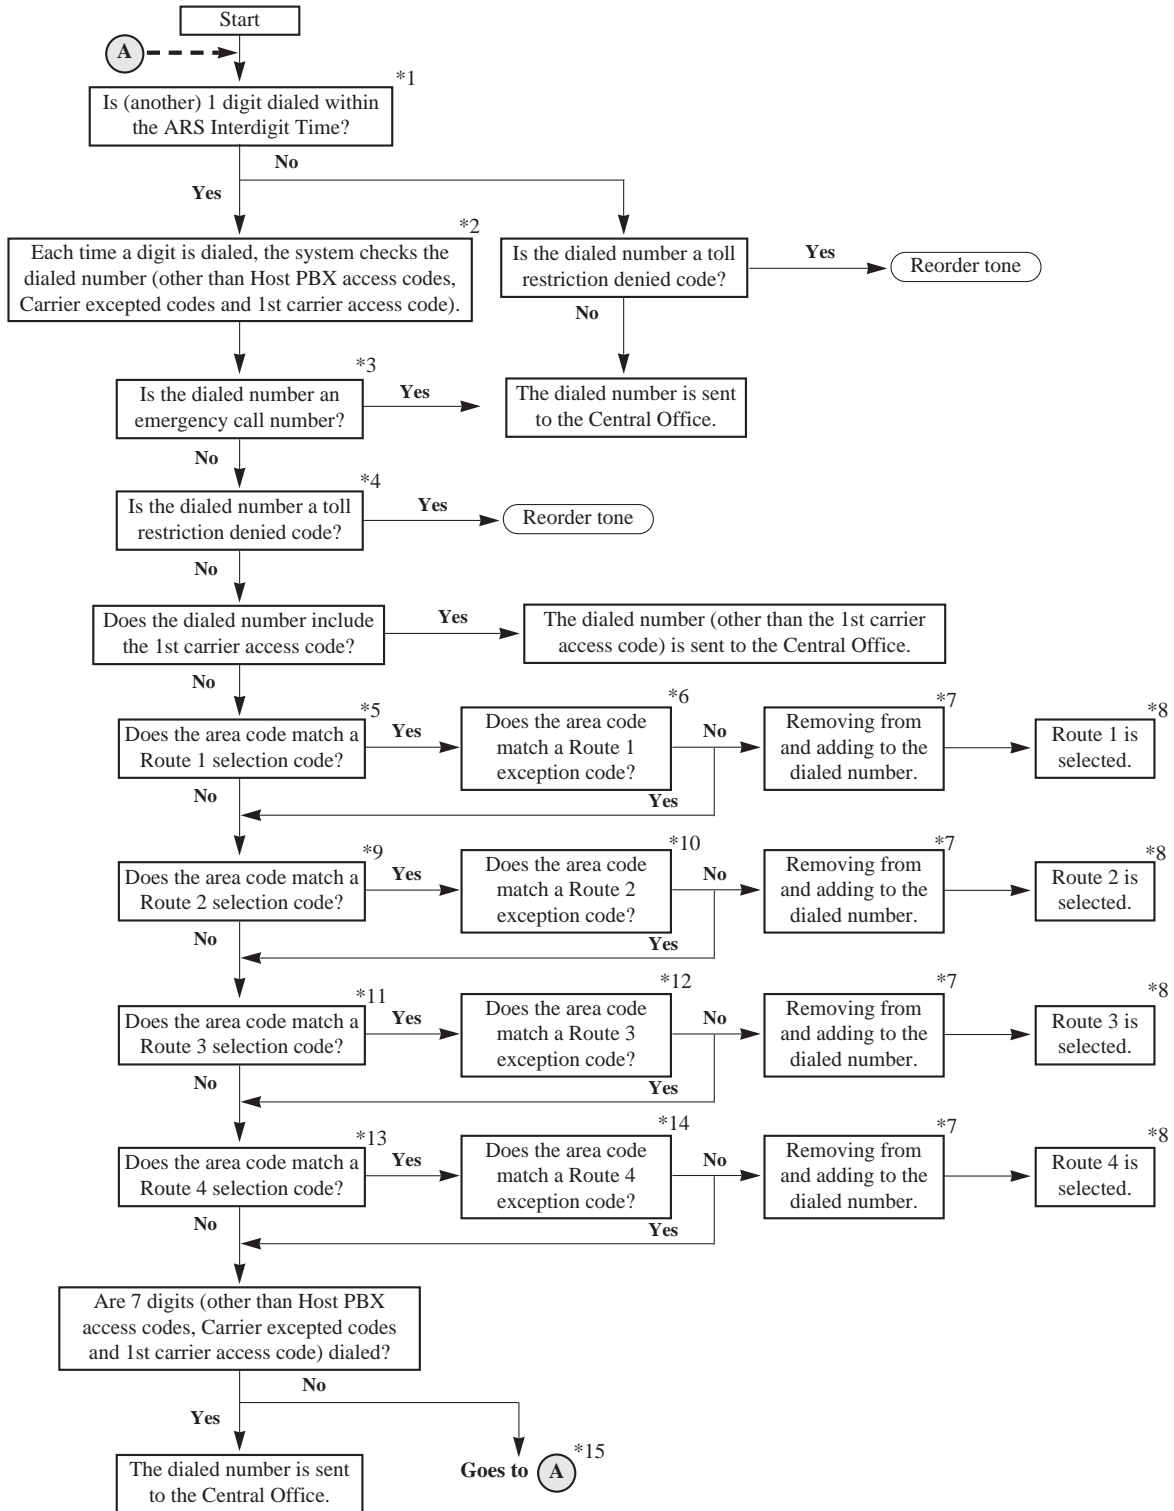 Start
A
*1
Is (another) 1 digit dialed within
the ARS Interdigit Time?
No
Yes
*2
Each time a digit is dialed, the system checks the
dialed number (other than Host PBX access codes,
Carrier excepted codes and 1st carrier access code).
Is the dialed number a toll
restriction denied code?
Yes
Reorder tone
No
*3
Is the dialed number an
emergency call number?
Yes
The dialed number is sent
to the Central Office.
No
*4
Is the dialed number a toll
restriction denied code?
Yes
Reorder tone
No
Does the dialed number include
the 1st carrier access code?
Yes
The dialed number (other than the 1st carrier
access code) is sent to the Central Office.
No
*5
Does the area code match a
Route 1 selection code?
Yes
*6
Does the area code
match a Route 1
exception code?
No
*7
Removing from
and adding to the
dialed number.
*8
Route 1 is
selected.
No
Yes
*9
Does the area code match a
Route 2 selection code?
Yes
*10
Does the area code
match a Route 2
exception code?
No
*7
Removing from
and adding to the
dialed number.
*8
Route 2 is
selected.
No
Yes
*11
Does the area code match a
Route 3 selection code?
Yes
*12
Does the area code
match a Route 3
exception code?
No
*7
Removing from
and adding to the
dialed number.
*8
Route 3 is
selected.
No
Yes
*13
Does the area code match a
Route 4 selection code?
Yes
*14
Does the area code
match a Route 4
exception code?
No
*7
Removing from
and adding to the
dialed number.
*8
Route 4 is
selected.
No
Yes
Are 7 digits (other than Host PBX
access codes, Carrier excepted codes
and 1st carrier access code) dialed?
No
Yes
The dialed number is sent
to the Central Office.
Goes to A *15